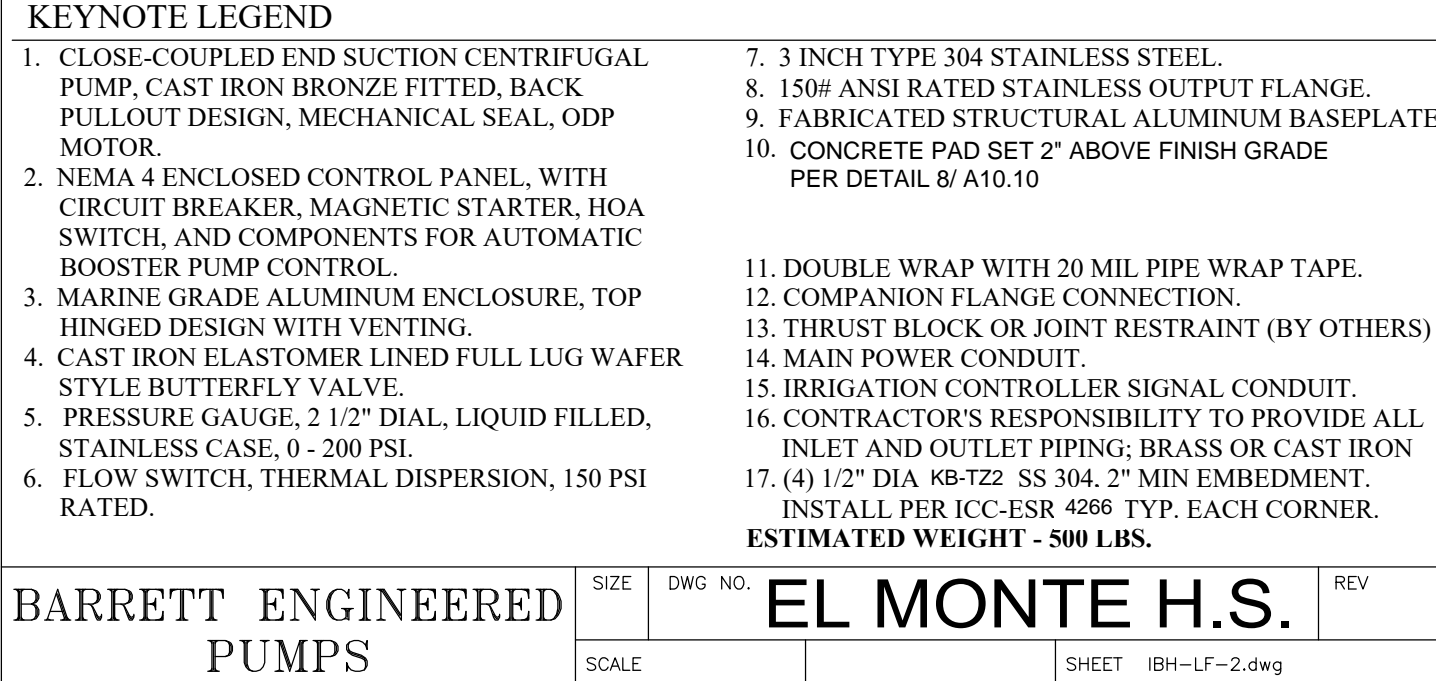 KEYNOTE LEGEND
1. CLOSE-COUPLED END SUCTION CENTRIFUGAL
PUMP, CAST IRON BRONZE FITTED, BACK
PULLOUT DESIGN, MECHANICAL SEAL, ODP
MOTOR.
2. NEMA 4 ENCLOSED CONTROL PANEL, WITH
CIRCUIT BREAKER, MAGNETIC STARTER, HOA
SWITCH, AND COMPONENTS FOR AUTOMATIC
BOOSTER PUMP CONTROL.
3. MARINE GRADE ALUMINUM ENCLOSURE, TOP
HINGED DESIGN WITH VENTING.
4. CAST IRON ELASTOMER LINED FULL LUG WAFER
STYLE BUTTERFLY VALVE.
5. PRESSURE GAUGE, 2 1/2" DIAL, LIQUID FILLED,
STAINLESS CASE, 0 - 200 PSI.
6. FLOW SWITCH, THERMAL DISPERSION, 150 PSI
RATED.
7. 3 INCH TYPE 304 STAINLESS STEEL.
8. 150# ANSI RATED STAINLESS OUTPUT FLANGE.
9. FABRICATED STRUCTURAL ALUMINUM BASEPLATE
10. CONCRETE PAD SET 2" ABOVE FINISH GRADE
PER DETAIL 8/ A10.10
11. DOUBLE WRAP WITH 20 MIL PIPE WRAP TAPE.
12. COMPANION FLANGE CONNECTION.
13. THRUST BLOCK OR JOINT RESTRAINT (BY OTHERS)
14. MAIN POWER CONDUIT.
15. IRRIGATION CONTROLLER SIGNAL CONDUIT.
16. CONTRACTOR'S RESPONSIBILITY TO PROVIDE ALL
INLET AND OUTLET PIPING; BRASS OR CAST IRON
17. (4) 1/2" DIA KB-TZ2 SS 304, 2" MIN EMBEDMENT.
INSTALL PER ICC-ESR 4266 TYP. EACH CORNER.
ESTIMATED WEIGHT - 500 LBS.
BARRETT ENGINEERED
PUMPS
SIZE
DWG NO. EL MONTE H.S.
REV
SCALE
SHEET IBH-LF-2.dwg